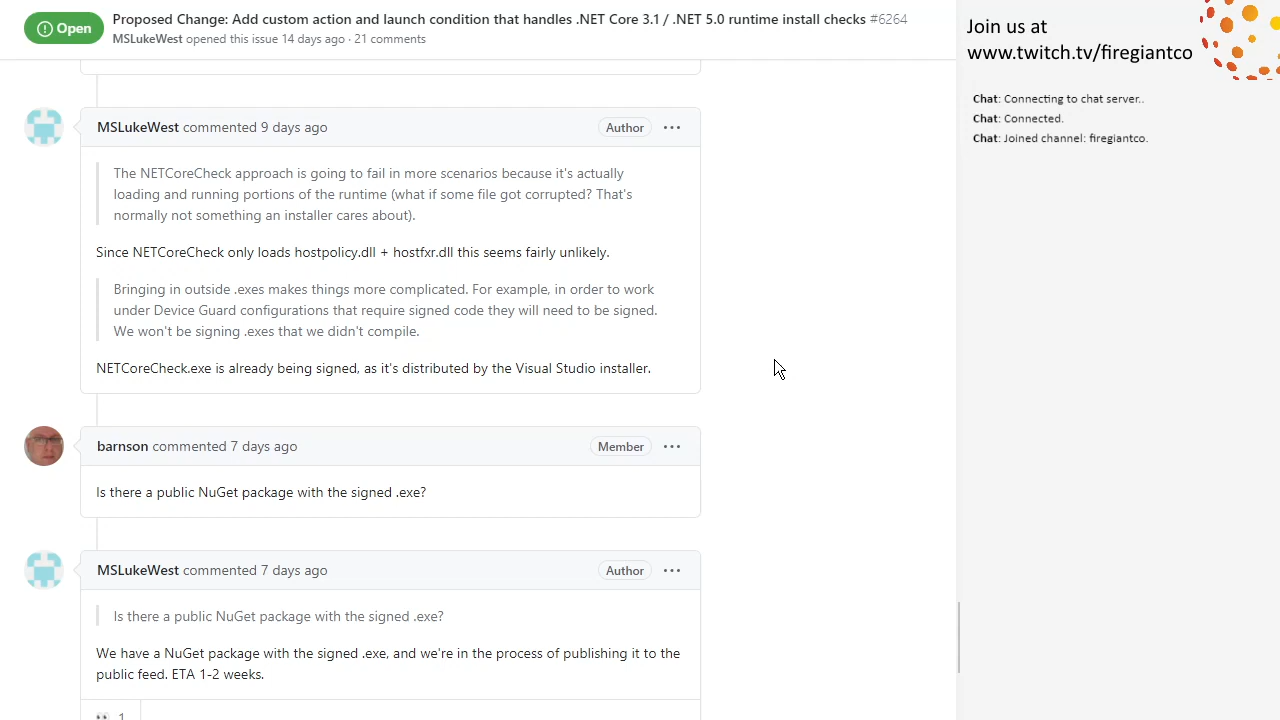 Open
Proposed Change: Add custom action and launch condition that handles .NET Core 3.1 / .NET 5.0 runtime install checks #6264
MSLukeWest opened this issue 14 days ago · 21 comments
MSLukeWest commented 9 days ago
Author
The NETCoreCheck approach is going to fail in more scenarios because it's actually
loading and running portions of the runtime (what if some file got corrupted? That's
normally not something an installer cares about).
Since NETCoreCheck only loads hostpolicy.dll + hostfxr.dll this seems fairly unlikely.
Bringing in outside .exes makes things more complicated. For example, in order to work
under Device Guard configurations that require signed code they will need to be signed.
We won't be signing .exes that we didn't compile.
NETCoreCheck.exe is already being signed, as it's distributed by the Visual Studio installer.
barnson commented 7 days ago
Member
Is there a public NuGet package with the signed .exe?
MSLukeWest commented 7 days ago
Author
Is there a public NuGet package with the signed .exe?
We have a NuGet package with the signed .exe, and we're in the process of publishing it to the
public feed. ETA 1-2 weeks.
👀 1
Join us at
www.twitch.tv/firegiantco
Chat: Connecting to chat server..
Chat: Connected.
Chat: Joined channel: firegiantco.